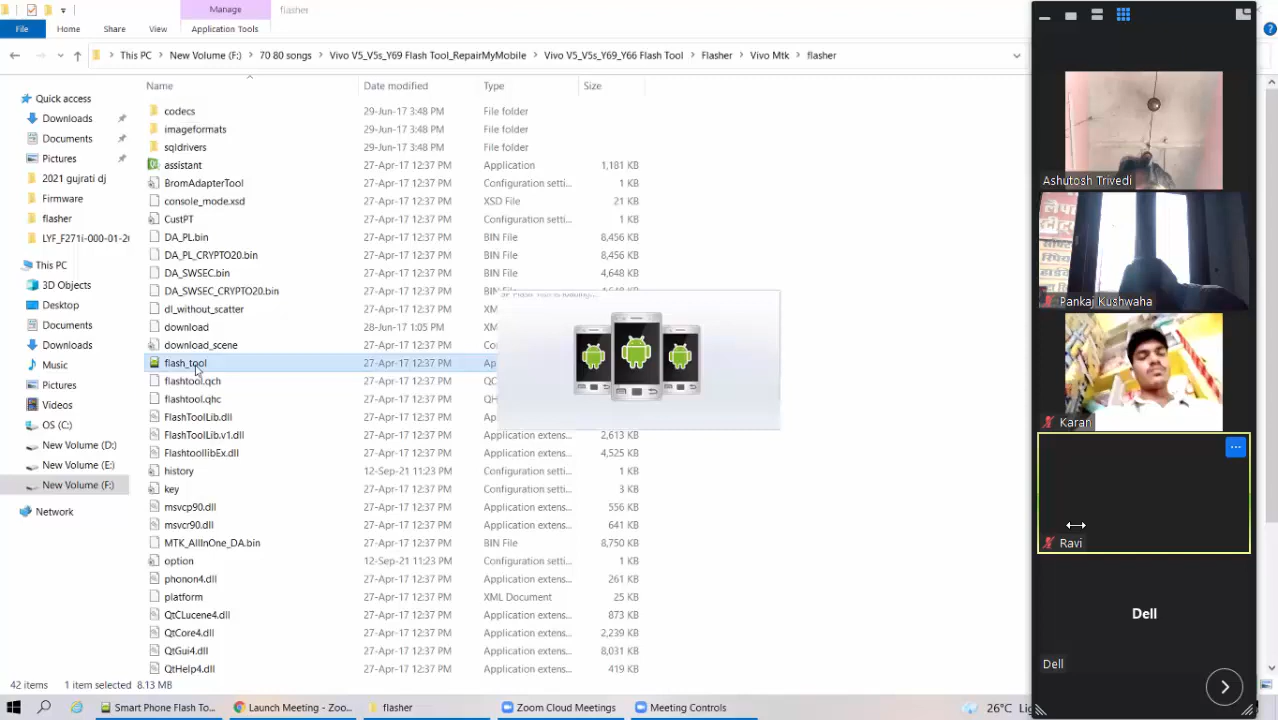 Manage
flasher
File
Home
Share
View
Application Tools
This PC
New Volume (F:)
70 80 songs
Vivo V5_V5s_Y69 Flash Tool_RepairMyMobile
Vivo V5_V5s_Y69_Y66 Flash Tool
Flasher
Vivo Mtk
flasher
Name
Date modified
Type
Size
Quick access
Downloads
Documents
Pictures
2021 gujrati dj
Firmware
flasher
LYF_F271i-000-01-2
This PC
3D Objects
Desktop
Documents
Downloads
Music
Pictures
Videos
OS (C:)
New Volume (D:)
New Volume (E:)
New Volume (F:)
Network
codecs 29-Jun-17 3:48 PM File folder
imageformats 29-Jun-17 3:48 PM File folder
sqldrivers 29-Jun-17 3:48 PM File folder
assistant 27-Apr-17 12:37 PM Application 1,181 KB
BromAdapterTool 27-Apr-17 12:37 PM Configuration setti... 1 KB
console_mode.xsd 27-Apr-17 12:37 PM XSD File 21 KB
CustPT 27-Apr-17 12:37 PM Configuration setti... 1 KB
DA_PL.bin 27-Apr-17 12:37 PM BIN File 8,456 KB
DA_PL_CRYPTO20.bin 27-Apr-17 12:37 PM BIN File 8,456 KB
DA_SWSEC.bin 27-Apr-17 12:37 PM BIN File 4,648 KB
DA_SWSEC_CRYPTO20.bin 27-Apr-17 12:37 PM BIN File
dl_without_scatter 27-Apr-17 12:37 PM
download 28-Jun-17 1:05 PM
download_scene 27-Apr-17 12:37 PM
flash_tool 27-Apr-17 12:37 PM
flashtool.qch 27-Apr-17 12:37 PM
flashtool.qhc 27-Apr-17 12:37 PM
FlashToolLib.dll 27-Apr-17 12:37 PM
FlashToolLib.v1.dll 27-Apr-17 12:37 PM Application extens... 2,613 KB
FlashtoollibEx.dll 27-Apr-17 12:37 PM Application extens... 4,525 KB
history 12-Sep-21 11:23 PM Configuration setti... 1 KB
key 27-Apr-17 12:37 PM Configuration setti... 3 KB
msvcp90.dll 27-Apr-17 12:37 PM Application extens... 556 KB
msvcr90.dll 27-Apr-17 12:37 PM Application extens... 641 KB
MTK_AllInOne_DA.bin 27-Apr-17 12:37 PM BIN File 8,750 KB
option 12-Sep-21 11:23 PM Configuration setti... 1 KB
phonon4.dll 27-Apr-17 12:37 PM Application extens... 261 KB
platform 27-Apr-17 12:37 PM XML Document 25 KB
QtCLucene4.dll 27-Apr-17 12:37 PM Application extens... 873 KB
QtCore4.dll 27-Apr-17 12:37 PM Application extens... 2,239 KB
QtGui4.dll 27-Apr-17 12:37 PM Application extens... 8,031 KB
QtHelp4.dll 27-Apr-17 12:37 PM Application extens... 419 KB
42 items 1 item selected 8.13 MB
Ashutosh Trivedi
Pankaj Kushwaha
Karan
Ravi
Dell
Dell
Smart Phone Flash To...
Launch Meeting - Zo...
flasher
Zoom Cloud Meetings
Meeting Controls
26°C